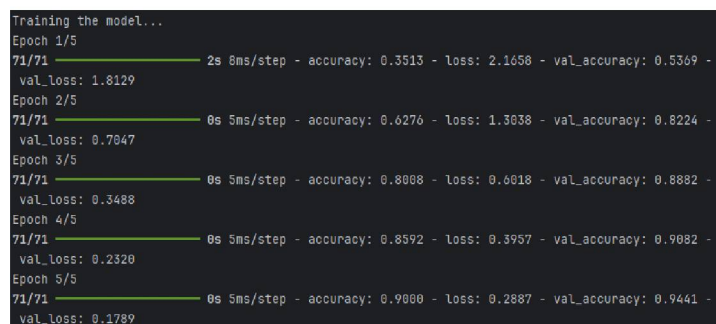 Training the model...
Epoch 1/5
71/71 ━━━━━━━━━━━━━━━━━━━━ 2s 8ms/step - accuracy: 0.3513 - loss: 2.1658 - val_accuracy: 0.5369 -
val_loss: 1.8129
Epoch 2/5
71/71 ━━━━━━━━━━━━━━━━━━━━ 0s 5ms/step - accuracy: 0.6276 - loss: 1.3038 - val_accuracy: 0.8224 -
val_loss: 0.7047
Epoch 3/5
71/71 ━━━━━━━━━━━━━━━━━━━━ 0s 5ms/step - accuracy: 0.8008 - loss: 0.6018 - val_accuracy: 0.8882 -
val_loss: 0.3488
Epoch 4/5
71/71 ━━━━━━━━━━━━━━━━━━━━ 0s 5ms/step - accuracy: 0.8592 - loss: 0.3957 - val_accuracy: 0.9082 -
val_loss: 0.2320
Epoch 5/5
71/71 ━━━━━━━━━━━━━━━━━━━━ 0s 5ms/step - accuracy: 0.9000 - loss: 0.2887 - val_accuracy: 0.9441 -
val_loss: 0.1789